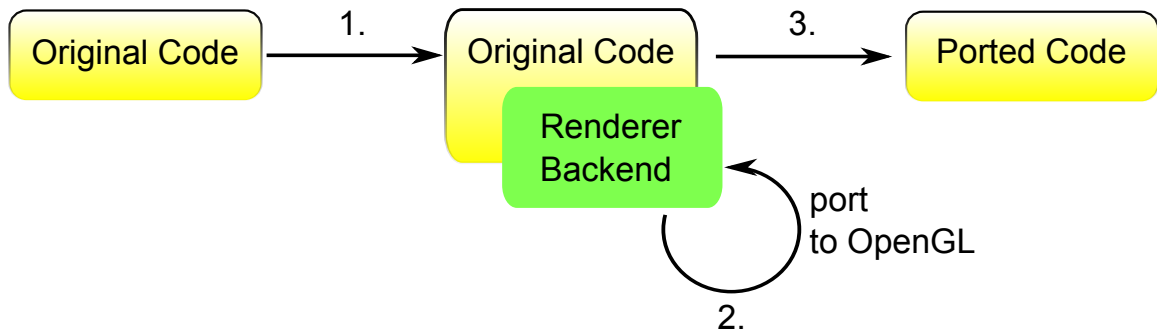 Original Code
1.
Original Code
3.
Ported Code
Renderer
Backend
port
to OpenGL
2.